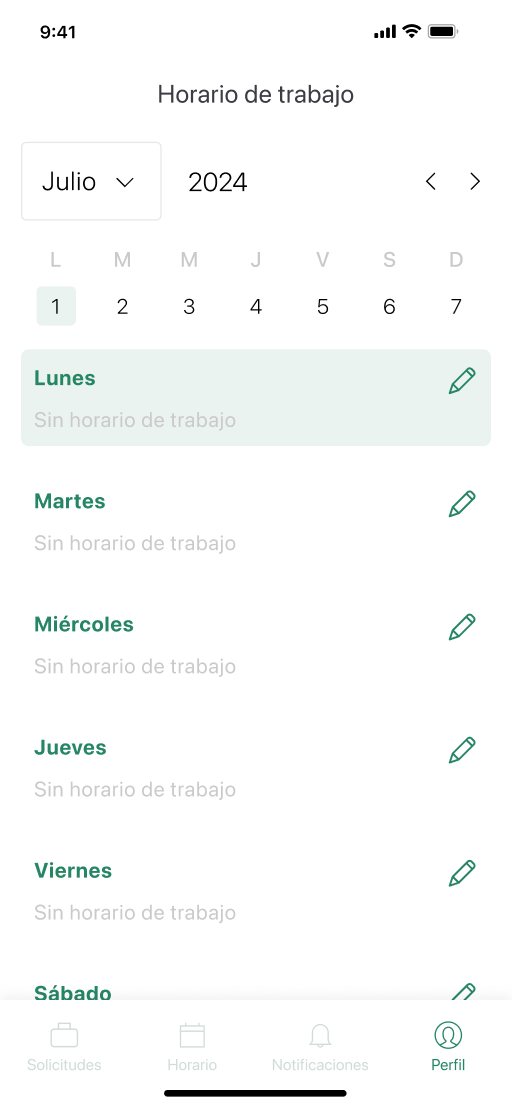 9:41
Horario de trabajo
Julio 2024
L M M J V S D
1 2 3 4 5 6 7
Lunes
Sin horario de trabajo
Martes
Sin horario de trabajo
Miércoles
Sin horario de trabajo
Jueves
Sin horario de trabajo
Viernes
Sin horario de trabajo
Sábado
Solicitudes Horario Notificaciones Perfil